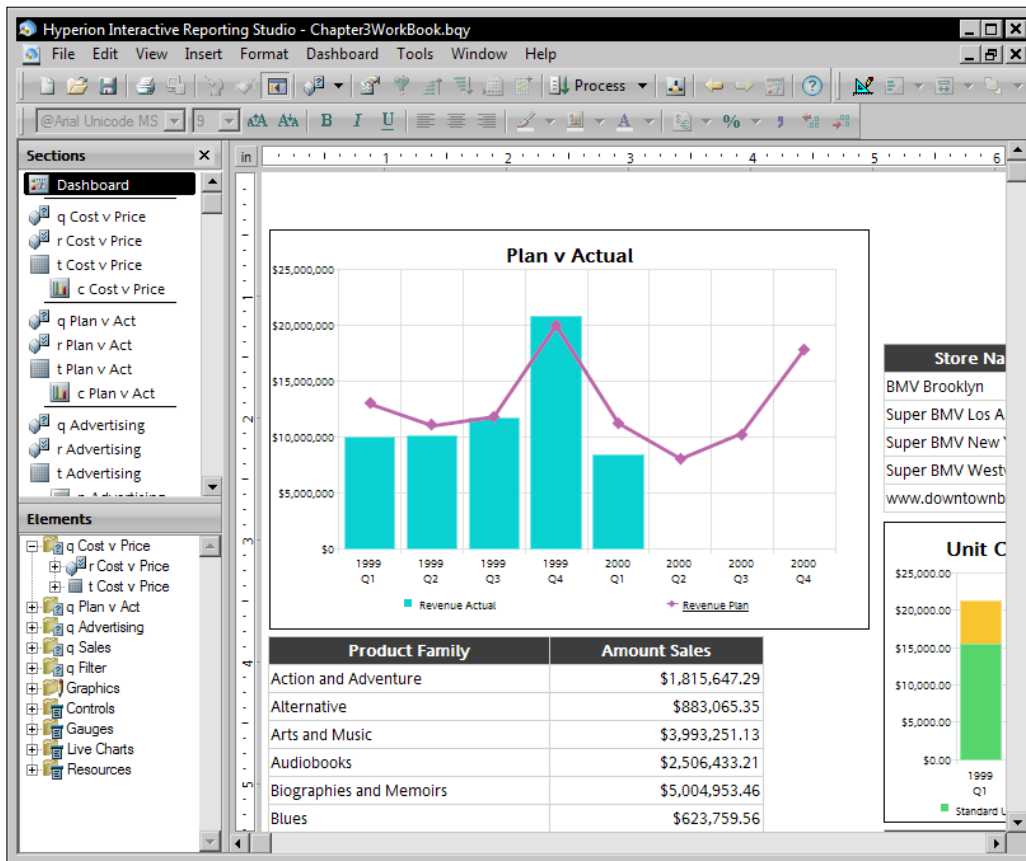 Hyperion Interactive Reporting Studio - Chapter3WorkBook.bqy
File Edit View Insert Format Dashboard Tools Window Help
Process
@Arial Unicode MS 9 B I U %
Sections
Dashboard
q Cost v Price
r Cost v Price
t Cost v Price
c Cost v Price
q Plan v Act
r Plan v Act
t Plan v Act
c Plan v Act
q Advertising
r Advertising
t Advertising
Elements
q Cost v Price
r Cost v Price
t Cost v Price
q Plan v Act
q Advertising
q Sales
q Filter
Graphics
Controls
Gauges
Live Charts
Resources
in 1 2 3 4 5 6
1
2
3
4
5
Plan v Actual
$25,000,000
$20,000,000
$15,000,000
$10,000,000
$5,000,000
$0
1999 1999 1999 1999 2000 2000 2000 2000
Q1 Q2 Q3 Q4 Q1 Q2 Q3 Q4
Revenue Actual Revenue Plan
Product Family Amount Sales
Action and Adventure $1,815,647.29
Alternative $883,065.35
Arts and Music $3,993,251.13
Audiobooks $2,506,433.21
Biographies and Memoirs $5,004,953.46
Blues $623,759.56
Store Na
BMV Brooklyn
Super BMV Los A
Super BMV New
Super BMV Westv
www.downtownb
Unit C
$25,000.00
$20,000.00
$15,000.00
$10,000.00
$5,000.00
$0.00
1999
Q1
Standard U